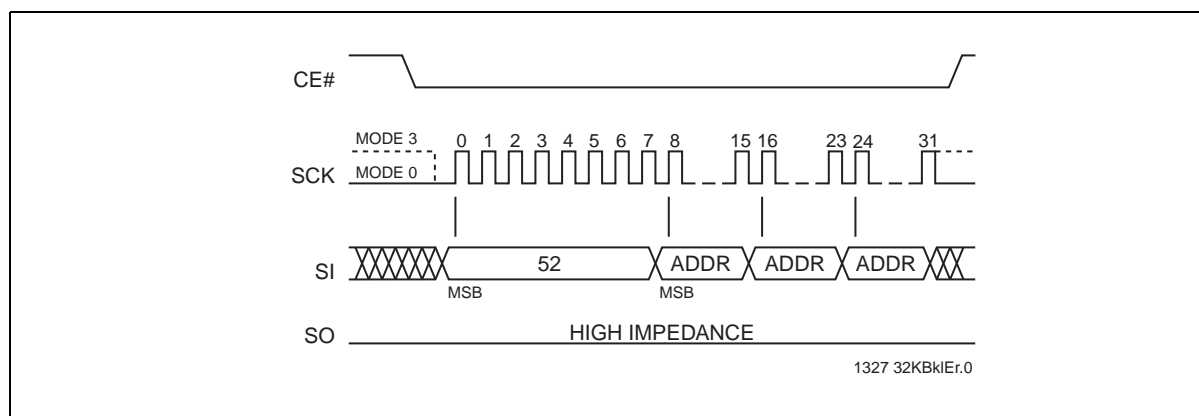 CE#
MODE 3
0 1 2 3 4 5 6 7 8 15 16 23 24 31
SCK
MODE 0
SI
52
ADDR
ADDR
ADDR
MSB
MSB
SO
HIGH IMPEDANCE
1327 32KBklEr.0